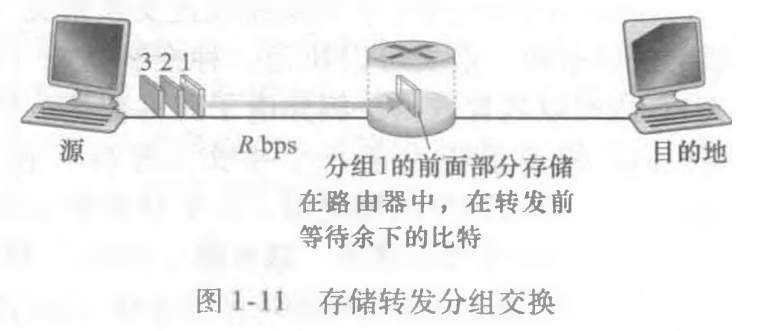 3 2 1
源
R bps
目的地
分组1的前面部分存储
在路由器中，在转发前
等待余下的比特
图 1-11 存储转发分组交换